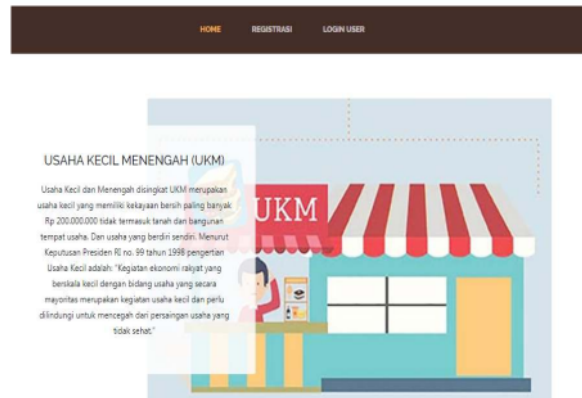 HOME REGISTRASI LOGIN USER
USAHA KECIL MENENGAH (UKM)
Usaha Kecil dan Menengah disingkat UKM merupakan
usaha kecil yang memiliki kekayaan bersih paling banyak
Rp 200.000.000 tidak termasuk tanah dan bangunan
tempat usaha. Dan usaha yang berdiri sendiri. Menurut
Keputusan Presiden RI no. 99 tahun 1998 pengertian
Usaha Kecil adalah: "Kegiatan ekonomi rakyat yang
berskala kecil dengan bidang usaha yang secara
mayoritas merupakan kegiatan usaha kecil dan perlu
dilindungi untuk mencegah dari persaingan usaha yang
tidak sehat."
UKM